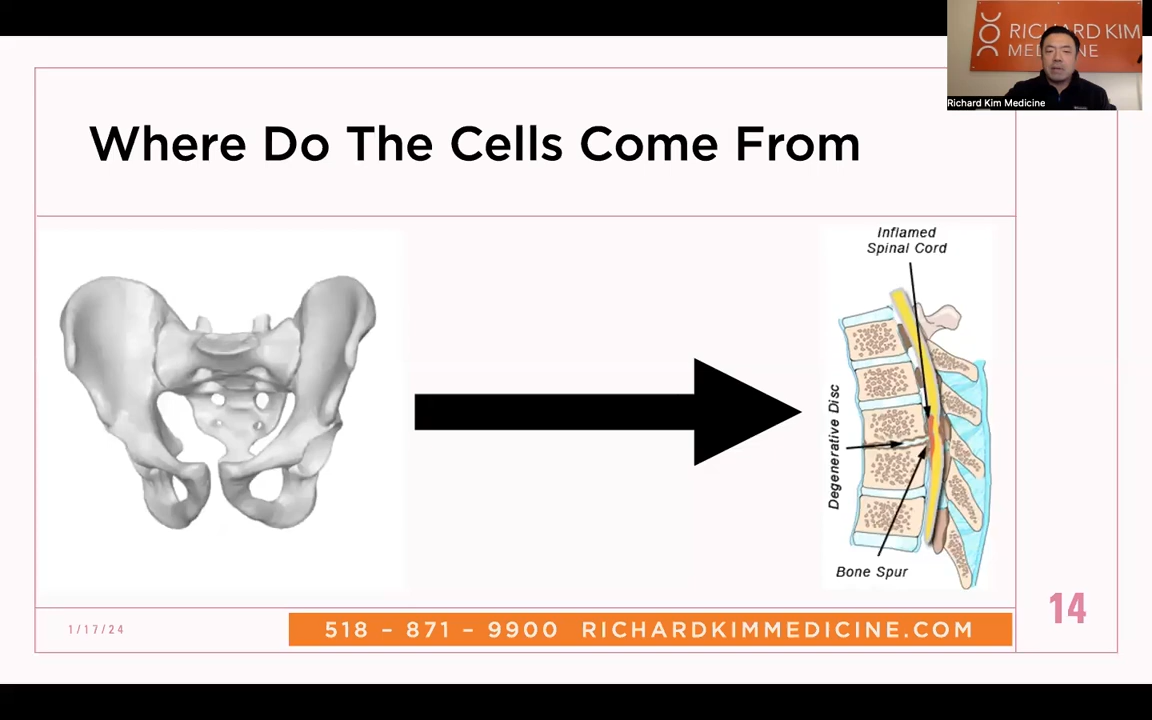 RICHARD KIM
MEDICINE
Richard Kim Medicine
Where Do The Cells Come From
Inflamed
Spinal Cord
Degenerative Disc
Bone Spur
14
1/17/24
518 - 871 - 9900 RICHARDKIMMEDICINE.COM